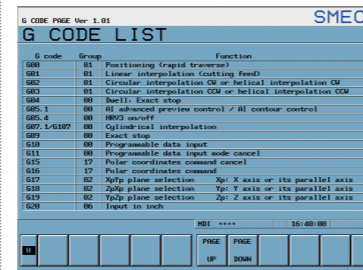 G CODE PAGE Ver 1.01
SMEC
G CODE LIST
G code Group Function
G00 01 Positioning (rapid traverse)
G01 01 Linear interpolation (cutting feed)
G02 01 Circular interpolation CW or helical interpolation CW
G03 01 Circular interpolation CCW or helical interpolation CCW
G04 00 Dwell, Exact stop
G05.1 00 AI advanced preview control / AI contour control
G05.4 00 HRV3 on/off
G07.1/G107 00 Cylindrical interpolation
G09 00 Exact stop
G10 00 Programmable data input
G11 00 Programmable data input mode cancel
G15 17 Polar coordinates command cancel
G16 17 Polar coordinates command
G17 02 XpYp plane selection Xp: X axis or its parallel axis
G18 02 ZpXp plane selection Yp: Y axis or its parallel axis
G19 02 YpZp plane selection Zp: Z axis or its parallel axis
G20 06 Input in inch
MDI **** 16:40:08
H
PAGE UP
PAGE DOWN